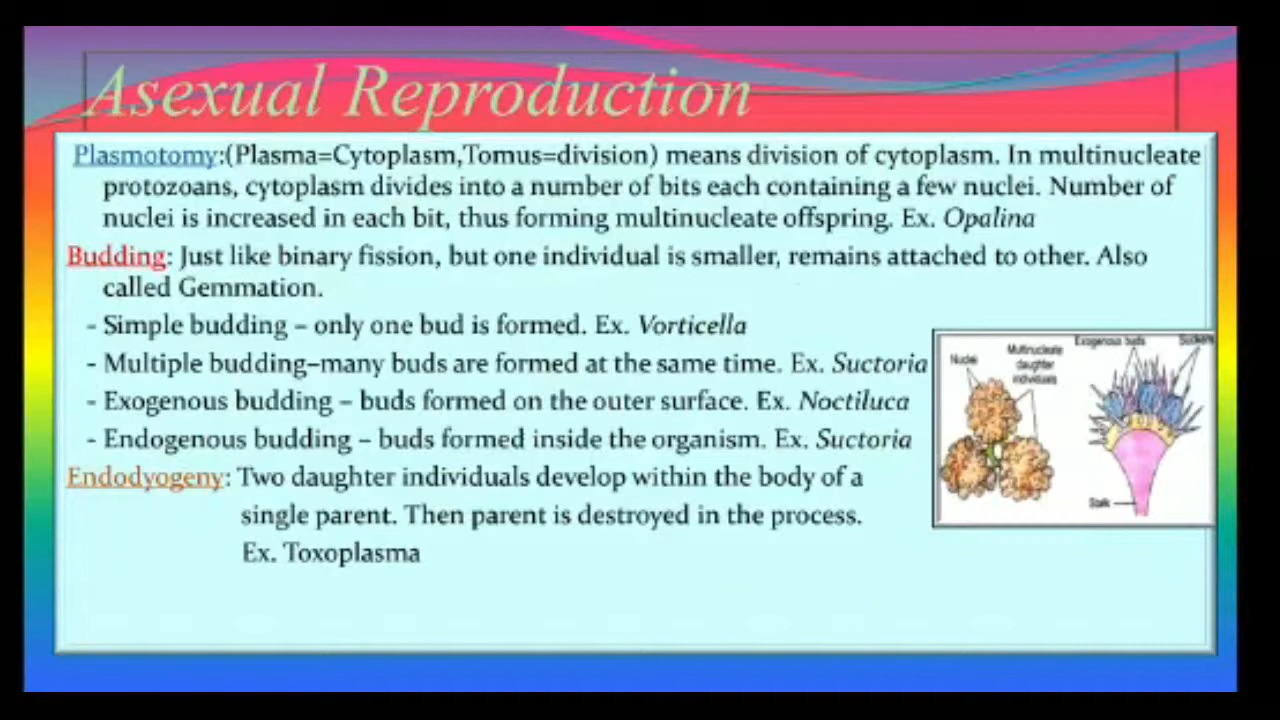 Asexual Reproduction
Plasmotomy:(Plasma=Cytoplasm,Tomus=division) means division of cytoplasm. In multinucleate
protozoans, cytoplasm divides into a number of bits each containing a few nuclei. Number of
nuclei is increased in each bit, thus forming multinucleate offspring. Ex. Opalina
Budding: Just like binary fission, but one individual is smaller, remains attached to other. Also
called Gemmation.
- Simple budding – only one bud is formed. Ex. Vorticella
- Multiple budding–many buds are formed at the same time. Ex. Suctoria
- Exogenous budding – buds formed on the outer surface. Ex. Noctiluca
- Endogenous budding – buds formed inside the organism. Ex. Suctoria
Endodyogeny: Two daughter individuals develop within the body of a
single parent. Then parent is destroyed in the process.
Ex. Toxoplasma
Nuclei
Multinucleate
daughter
individuals
Exogenous buds
Stalk